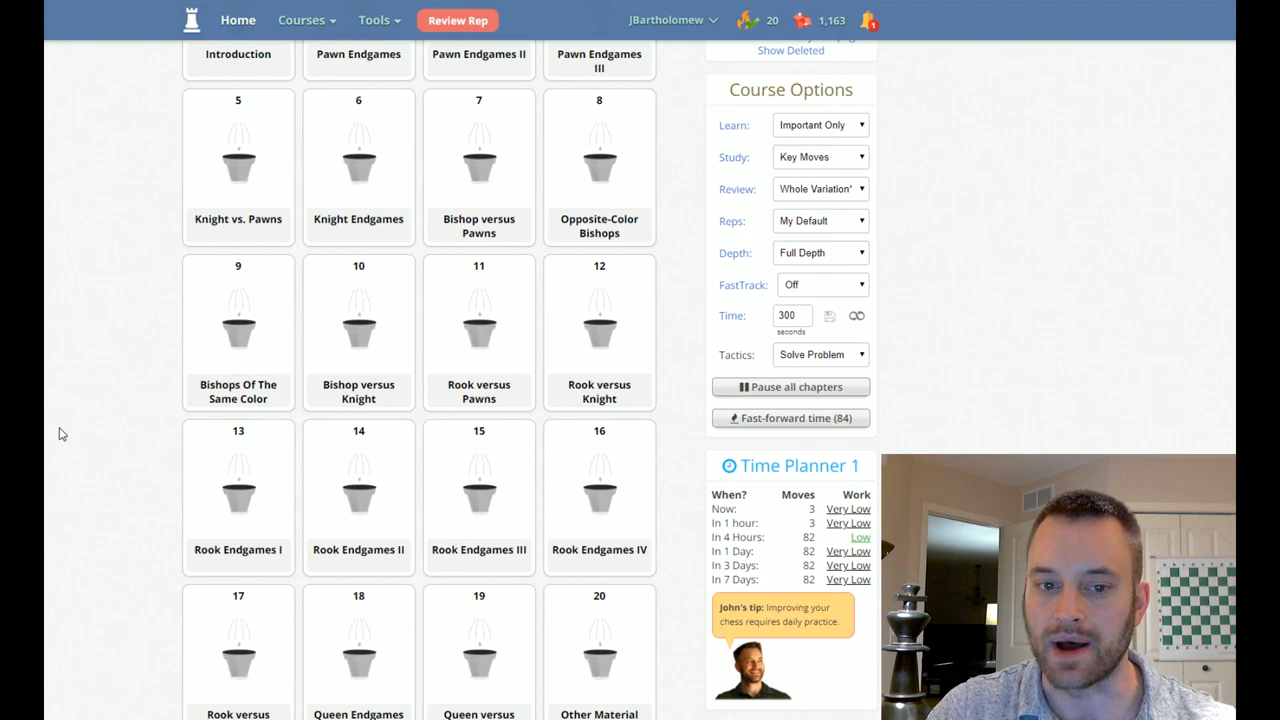 Home
Courses
Tools
Review Rep
JBartholomew
20
1,163
1
Introduction
Pawn Endgames
Pawn Endgames II
Pawn Endgames
III
5
6
7
8
Knight vs. Pawns
Knight Endgames
Bishop versus
Pawns
Opposite-Color
Bishops
9
10
11
12
Bishops Of The
Same Color
Bishop versus
Knight
Rook versus
Pawns
Rook versus
Knight
13
14
15
16
Rook Endgames I
Rook Endgames II
Rook Endgames III
Rook Endgames IV
17
18
19
20
Rook versus
Queen Endgames
Queen versus
Other Material
Show Deleted
Course Options
Learn: Important Only
Study: Key Moves
Review: Whole Variation*
Reps: My Default
Depth: Full Depth
FastTrack: Off
Time: 300
seconds
Tactics: Solve Problem
Pause all chapters
Fast-forward time (84)
Time Planner 1
When? Moves Work
Now: 3 Very Low
In 1 hour: 3 Very Low
In 4 Hours: 82 Low
In 1 Day: 82 Very Low
In 3 Days: 82 Very Low
In 7 Days: 82 Very Low
John's tip: Improving your
chess requires daily practice.